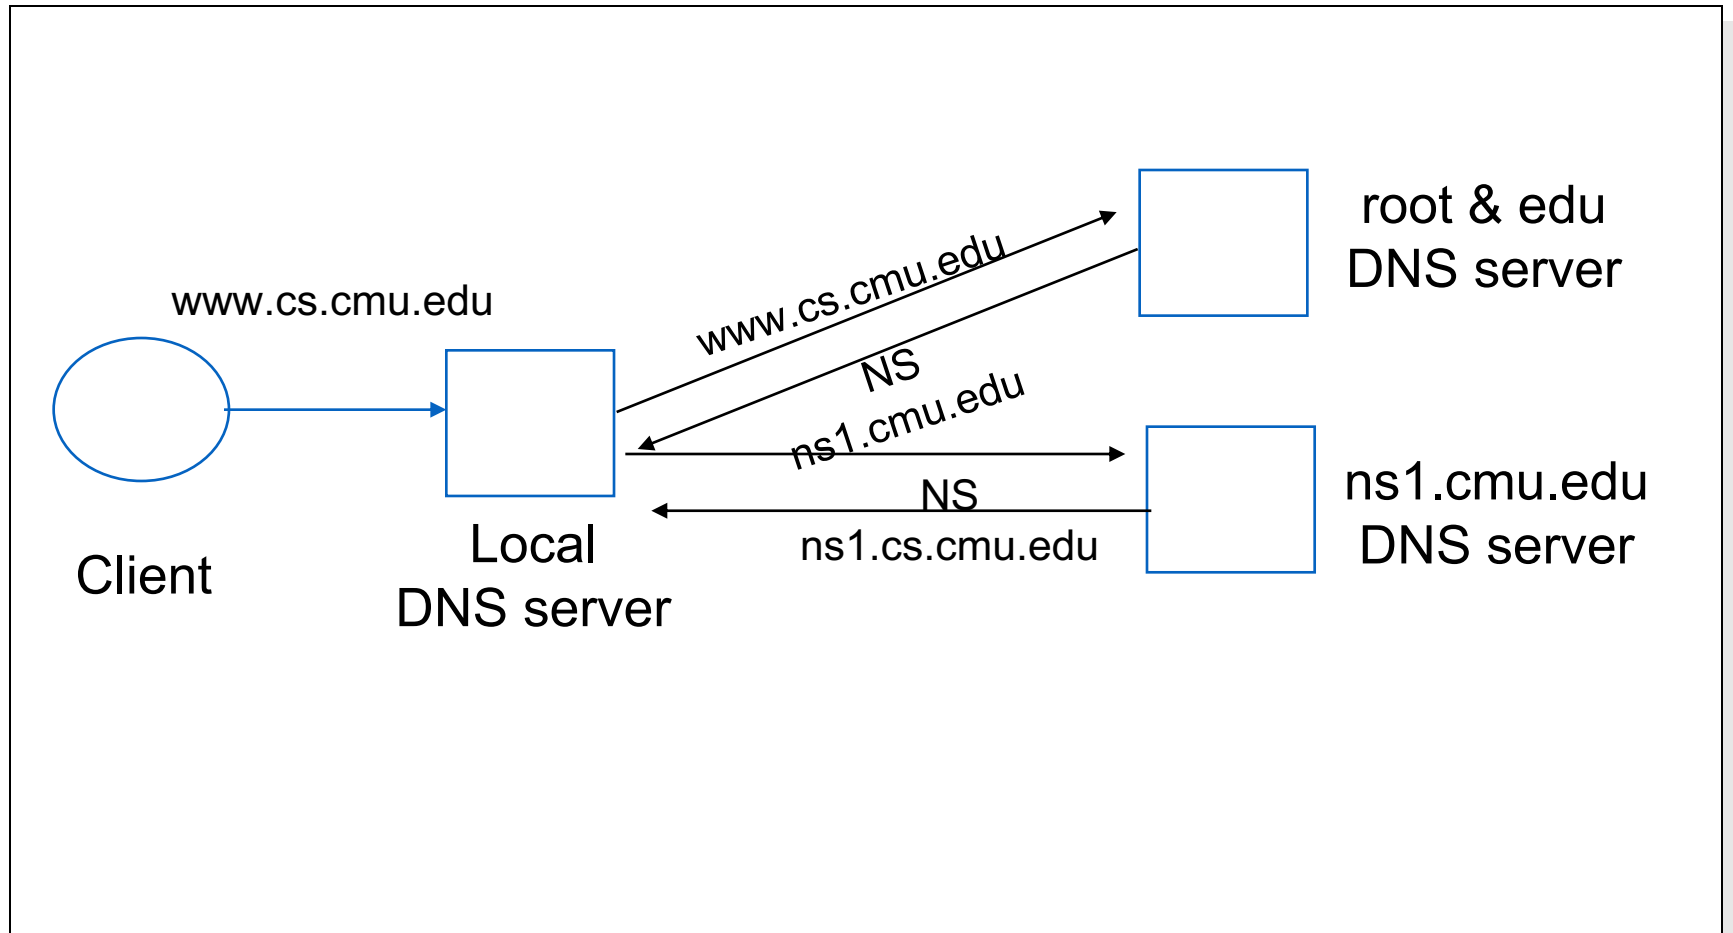 www.cs.cmu.edu
Client
Local
DNS server
www.cs.cmu.edu
NS
ns1.cmu.edu
root & edu
DNS server
NS
ns1.cs.cmu.edu
ns1.cmu.edu
DNS server